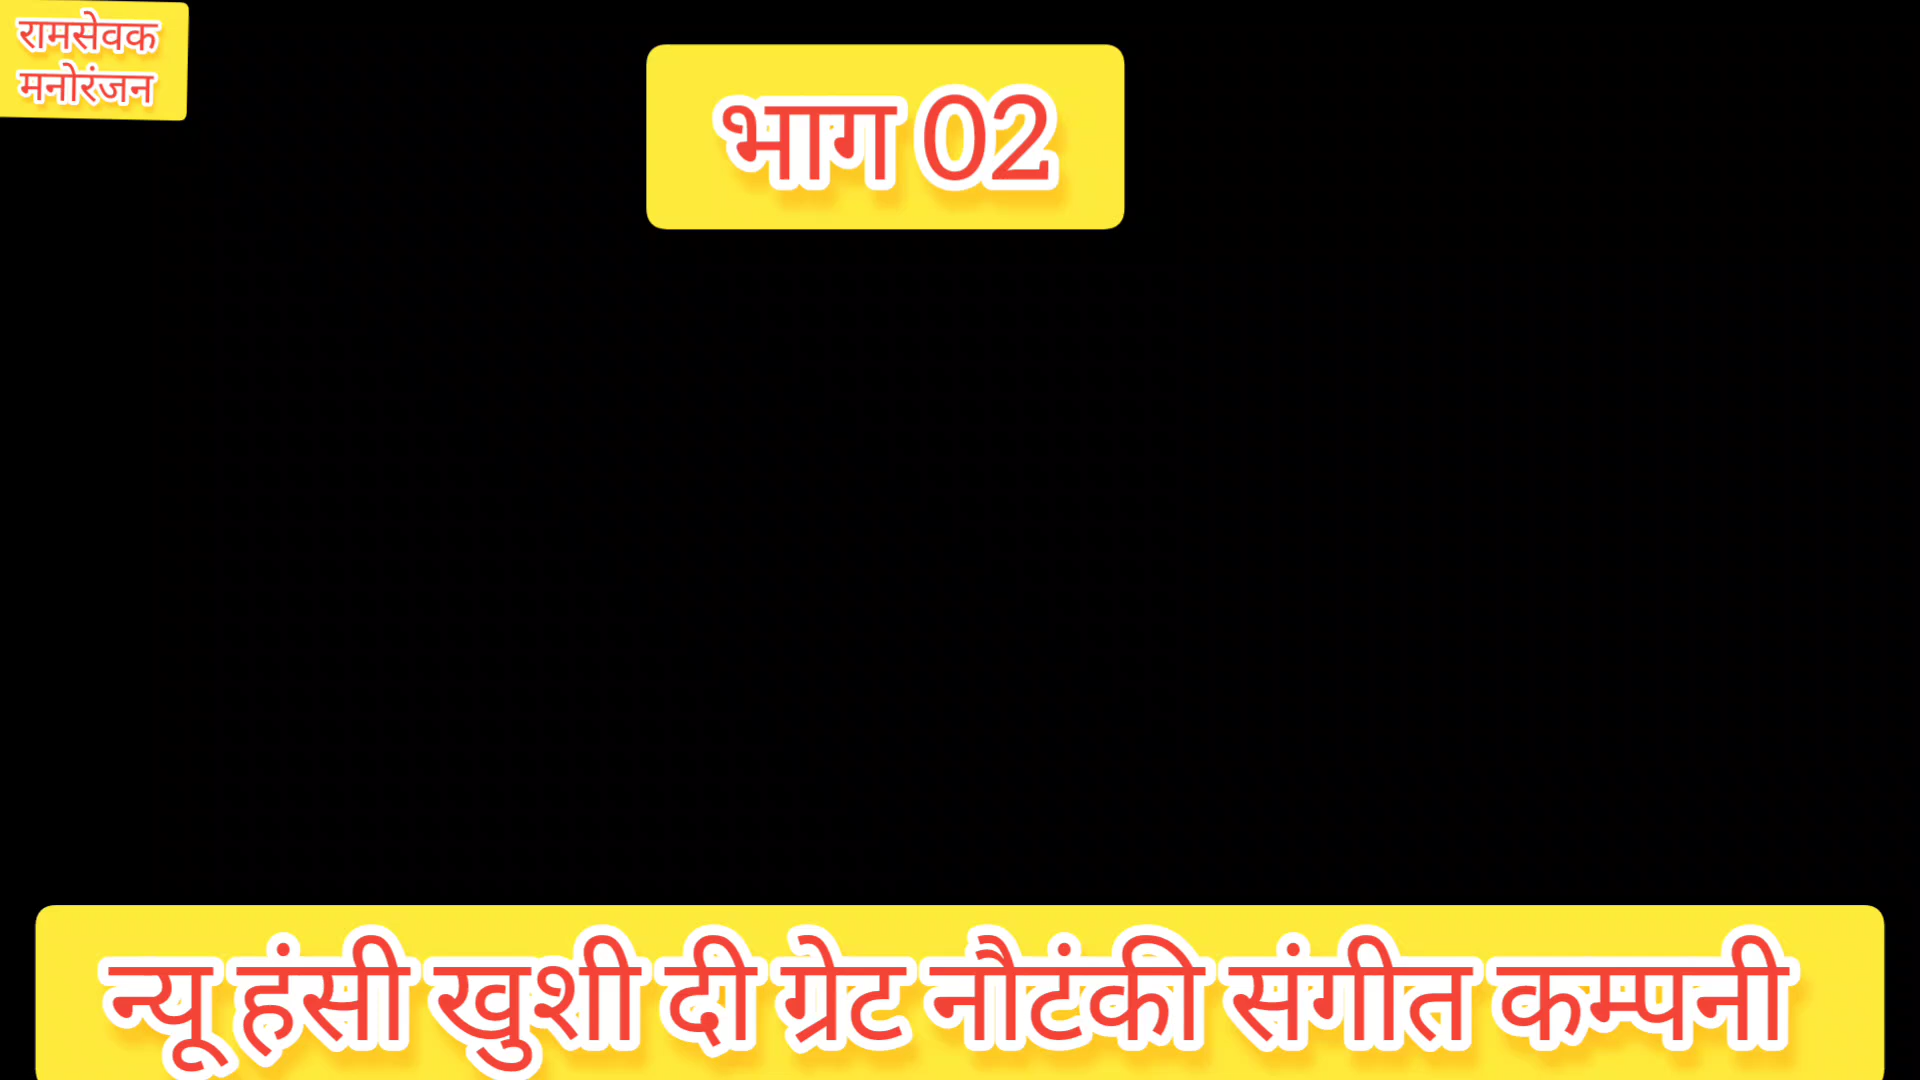 रामसेवक
मनोरंजन
भाग 02
न्यू हंसी खुशी दी ग्रेट नौटंकी संगीत कम्पनी